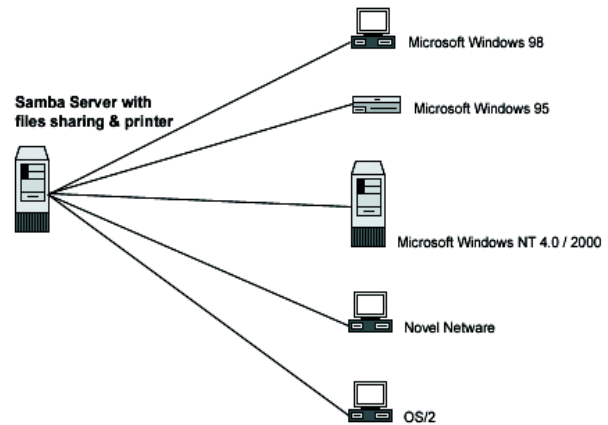 Microsoft Windows 98
Samba Server with
files sharing & printer
Microsoft Windows 95
Microsoft Windows NT 4.0 / 2000
Novel Netware
OS/2